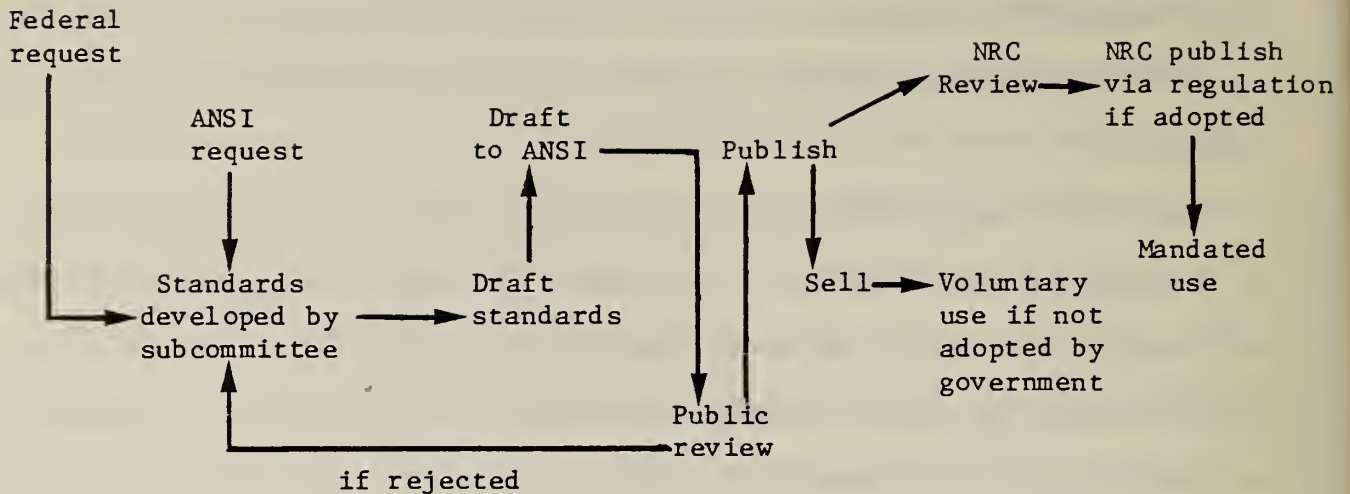 Federal
request
ANSI
request
Standards
developed by
subcommittee
Draft
standards
Draft
to ANSI
Public
review
if rejected
Publish
Sell
Voluntary
use if not
adopted by
government
NRC
Review
NRC publish
via regulation
if adopted
Mandated
use